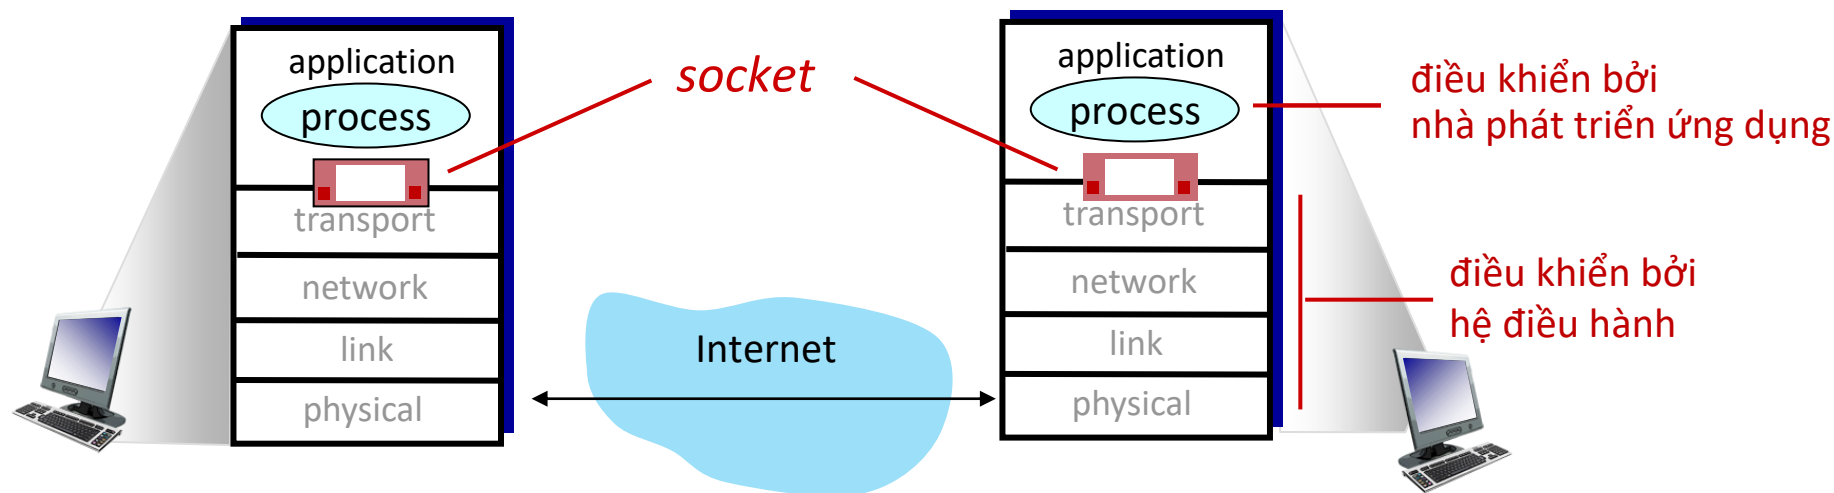 application
process
transport
network
link
physical
socket
Internet
application
process
transport
network
link
physical
điều khiển bởi
nhà phát triển ứng dụng
điều khiển bởi
hệ điều hành